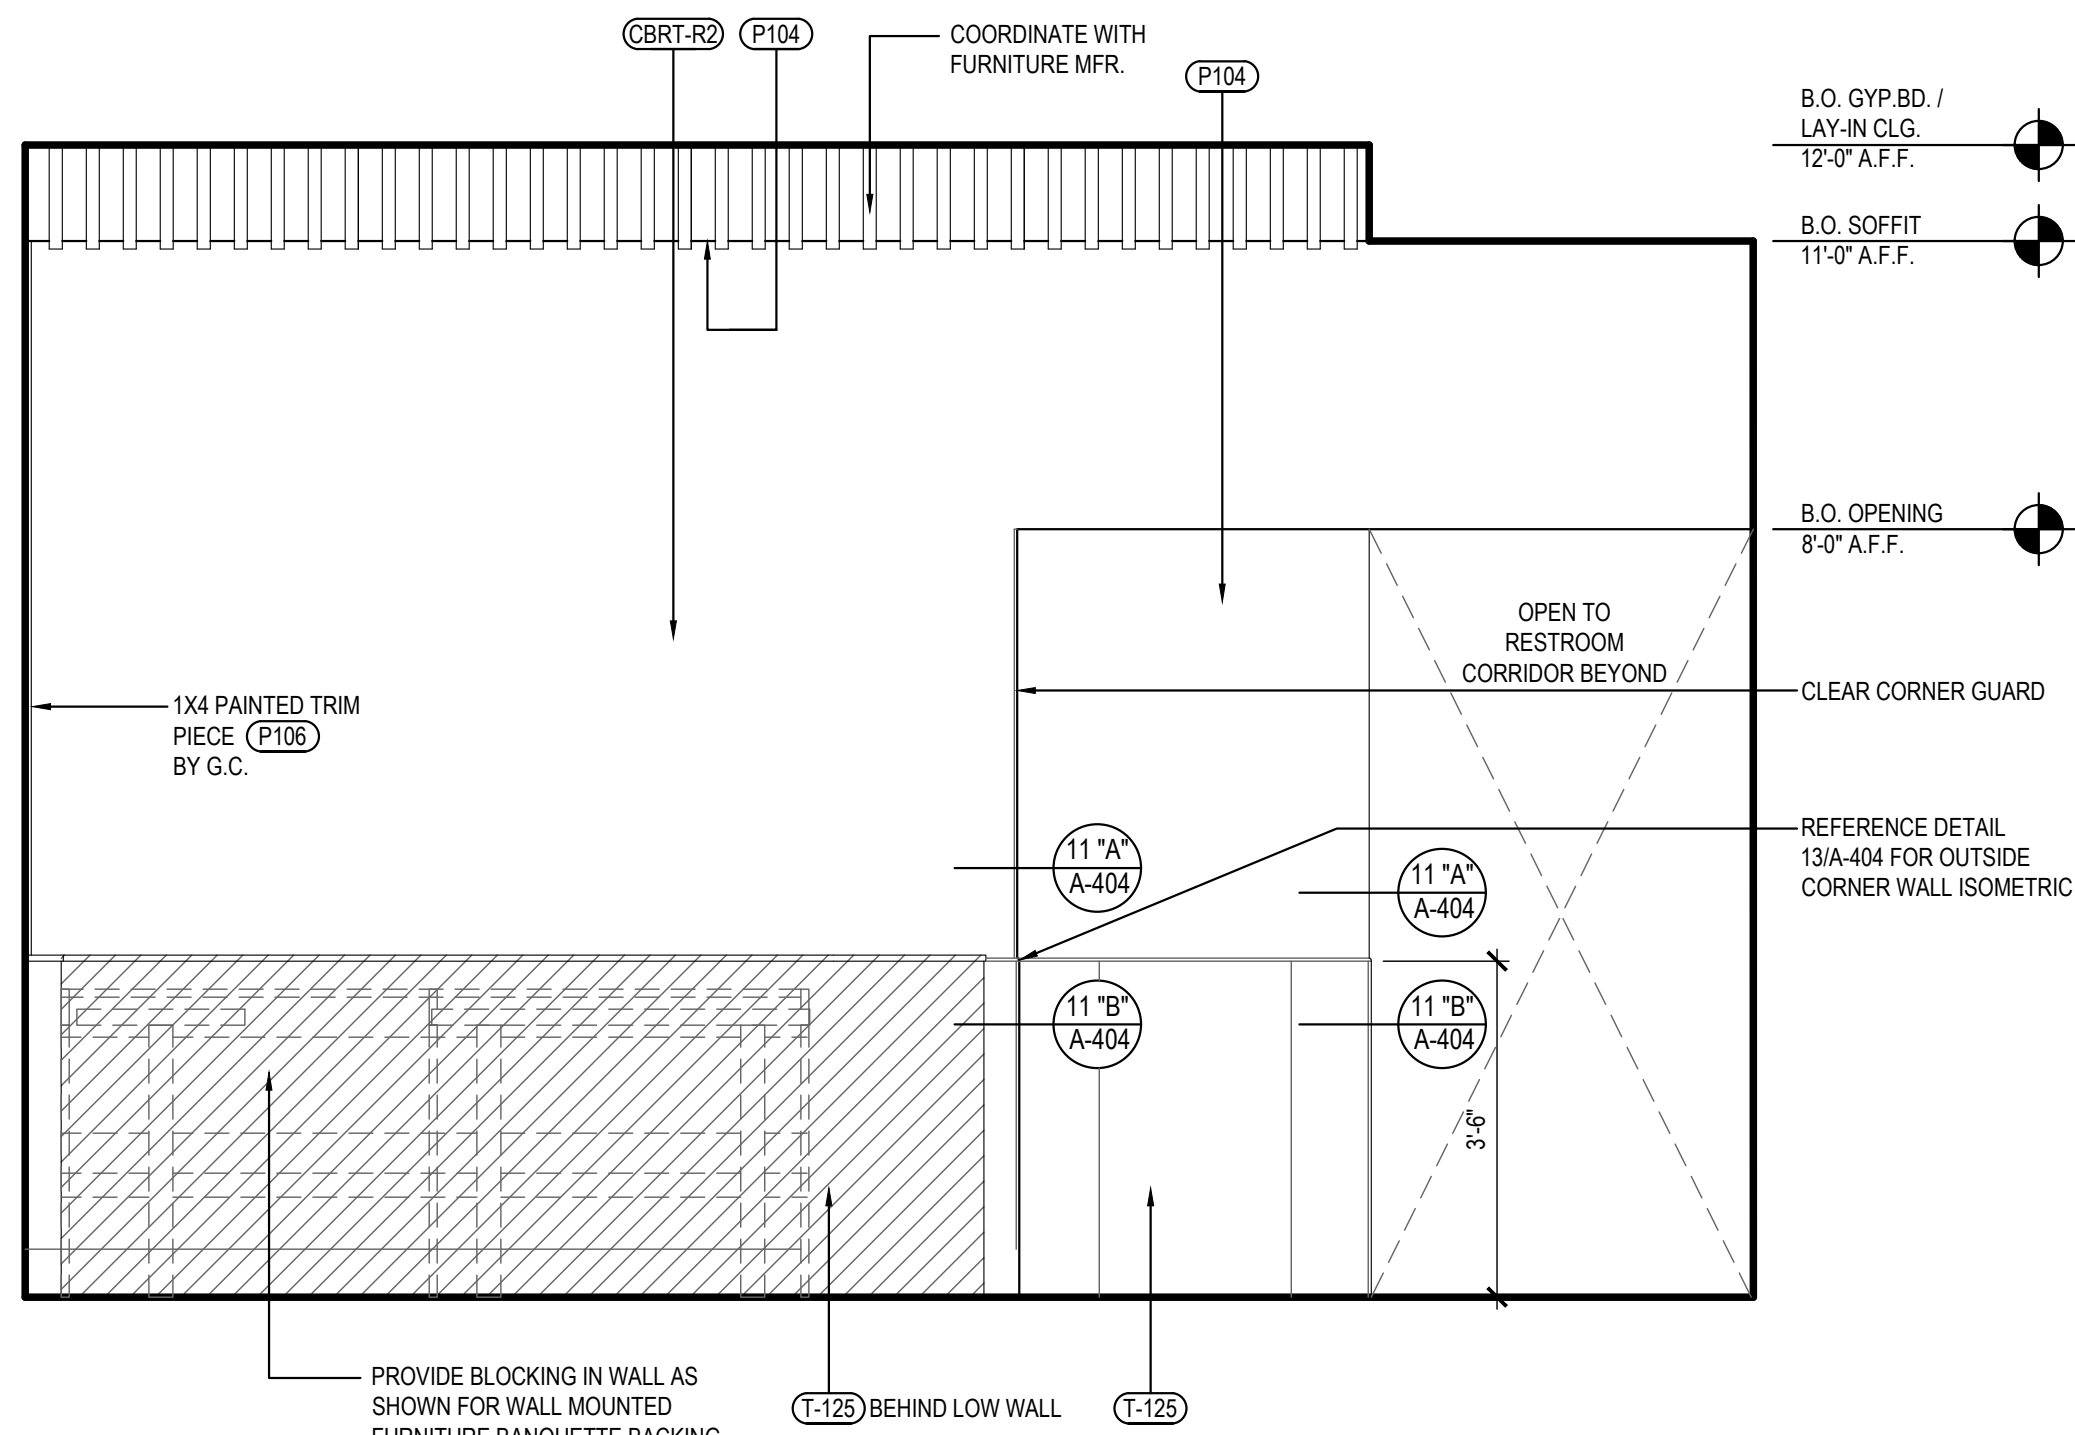 CBRT-R2
P104
COORDINATE WITH
FURNITURE MFR.
P104
B.O. GYP.BD. /
LAY-IN CLG.
12'-0" A.F.F.
B.O. SOFFIT
11'-0" A.F.F.
B.O. OPENING
8'-0" A.F.F.
OPEN TO
RESTROOM
CORRIDOR BEYOND
CLEAR CORNER GUARD
1X4 PAINTED TRIM
PIECE P106
BY G.C.
11 "A"
A-404
11 "A"
A-404
REFERENCE DETAIL
13/A-404 FOR OUTSIDE
CORNER WALL ISOMETRIC
11 "B"
A-404
11 "B"
A-404
3'-6"
PROVIDE BLOCKING IN WALL AS
SHOWN FOR WALL MOUNTED
FURNITURE BANQUETTE BACKING
T-125 BEHIND LOW WALL
T-125